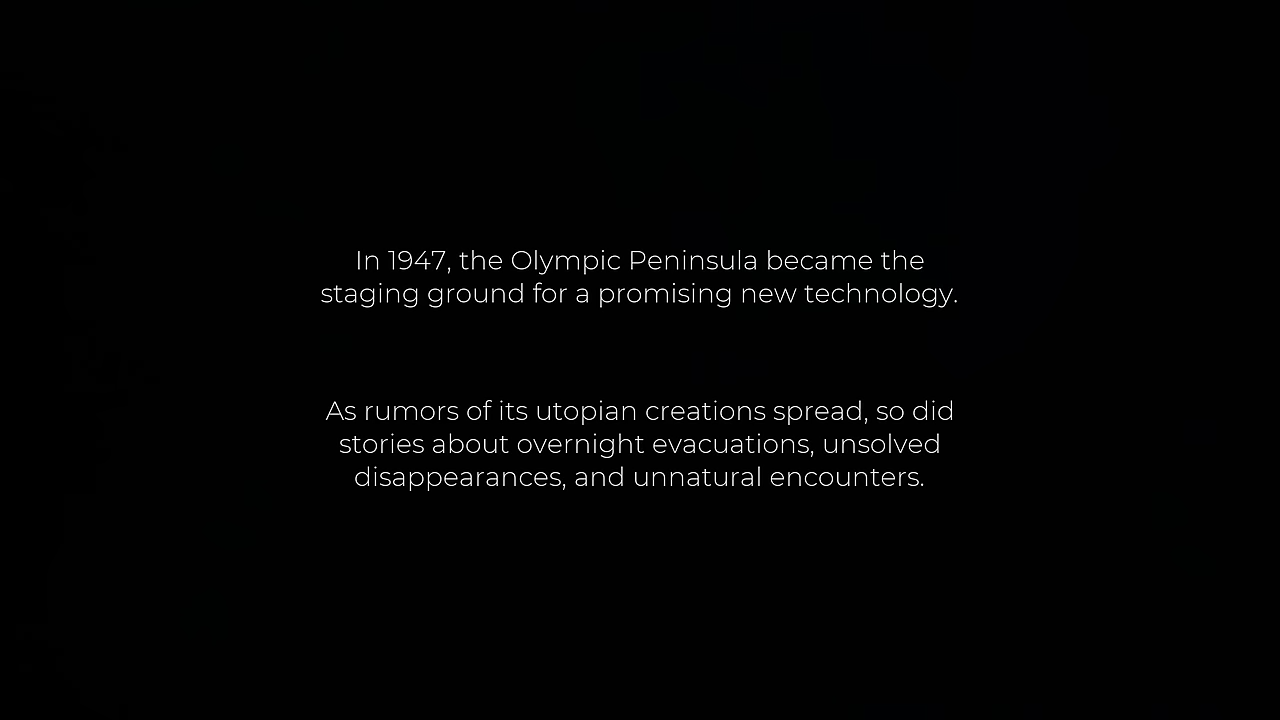 In 1947, the Olympic Peninsula became the
staging ground for a promising new technology.
As rumors of its utopian creations spread, so did
stories about overnight evacuations, unsolved
disappearances, and unnatural encounters.